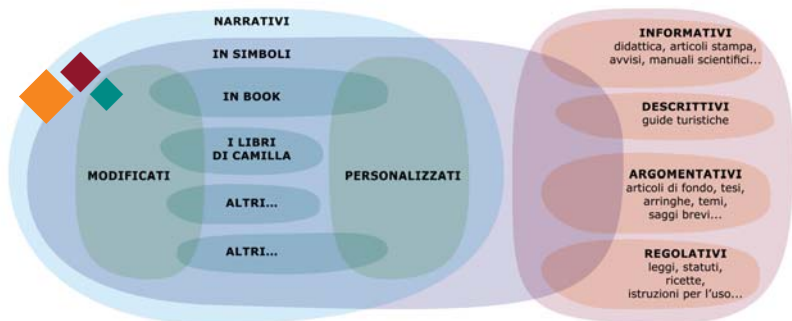 NARRATIVI
IN SIMBOLI
IN BOOK
I LIBRI
DI CAMILLA
MODIFICATI
PERSONALIZZATI
ALTRI...
ALTRI...
INFORMATIVI
didattica, articoli stampa,
avvisi, manuali scientifici...
DESCRITTIVI
guide turistiche
ARGOMENTATIVI
articoli di fondo, tesi,
arringhe, temi,
saggi brevi...
REGOLATIVI
leggi, statuti,
ricette,
istruzioni per l'uso...